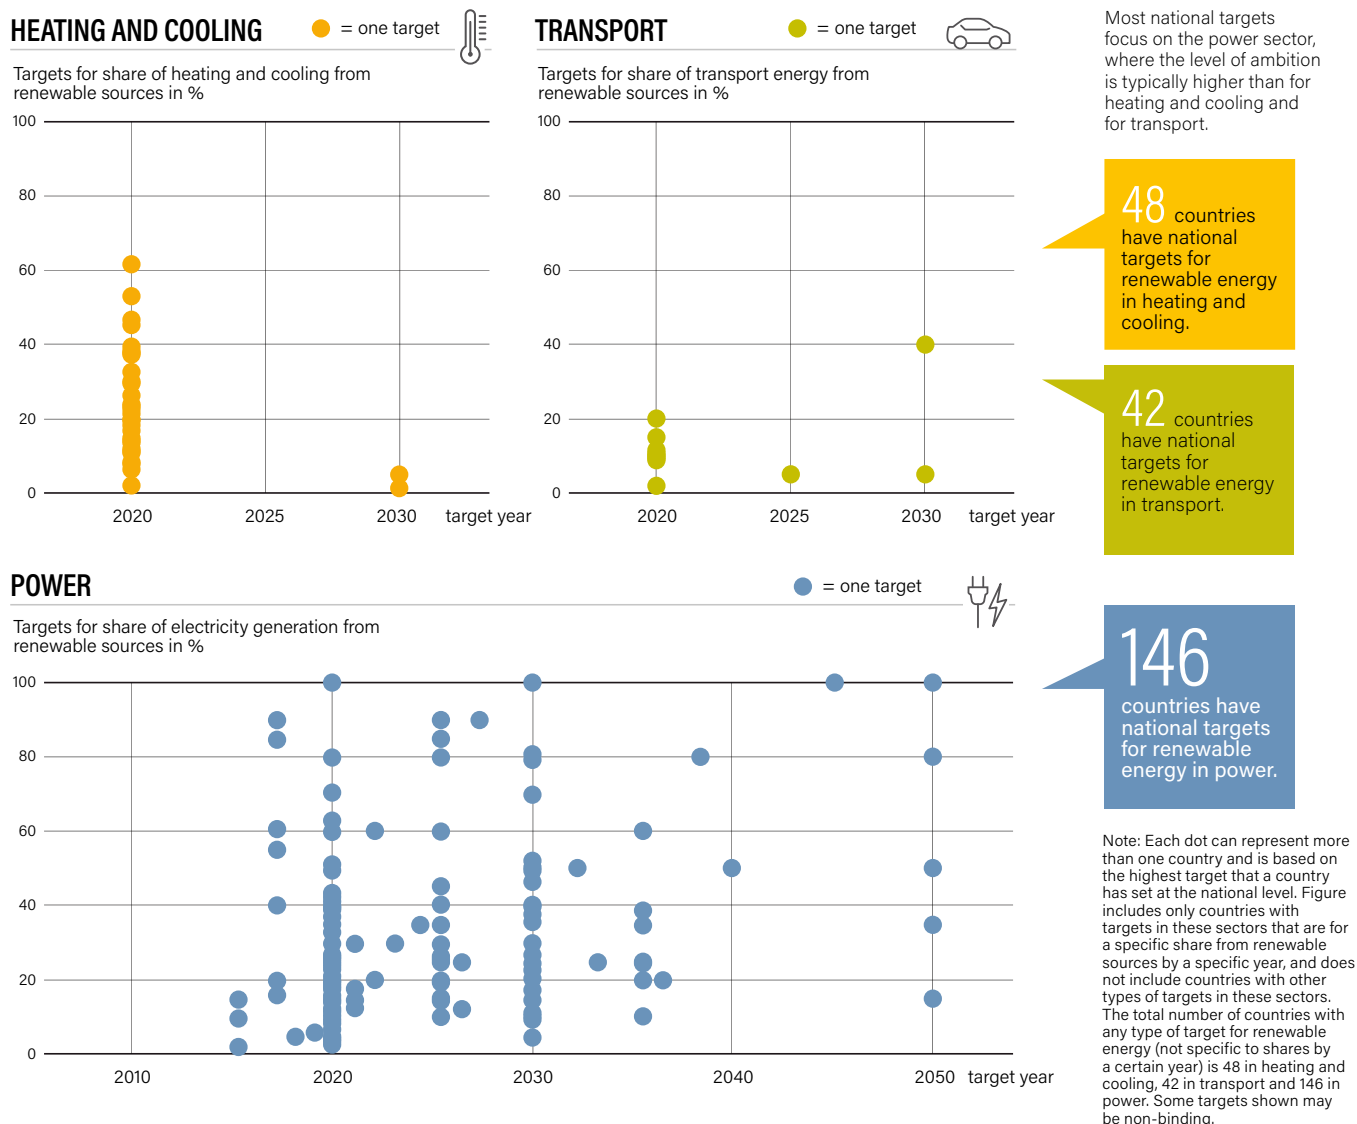 HEATING AND COOLING
= one target
Targets for share of heating and cooling from
renewable sources in %
100
80
60
40
20
0
2020
2025
2030
target year
TRANSPORT
= one target
Targets for share of transport energy from
renewable sources in %
100
80
60
40
20
0
2020
2025
2030
target year
Most national targets
focus on the power sector,
where the level of ambition
is typically higher than for
heating and cooling and
for transport.
48 countries
have national
targets for
renewable energy
in heating and
cooling.
42 countries
have national
targets for
renewable energy
in transport.
POWER
= one target
Targets for share of electricity generation from
renewable sources in %
100
80
60
40
20
0
2010
2020
2030
2040
2050
target year
146
countries have
national targets
for renewable
energy in power.
Note: Each dot can represent more
than one country and is based on
the highest target that a country
has set at the national level. Figure
includes only countries with
targets in these sectors that are for
a specific share from renewable
sources by a specific year, and does
not include countries with other
types of targets in these sectors.
The total number of countries with
any type of target for renewable
energy (not specific to shares by
a certain year) is 48 in heating and
cooling, 42 in transport and 146 in
power. Some targets shown may
be non-binding.